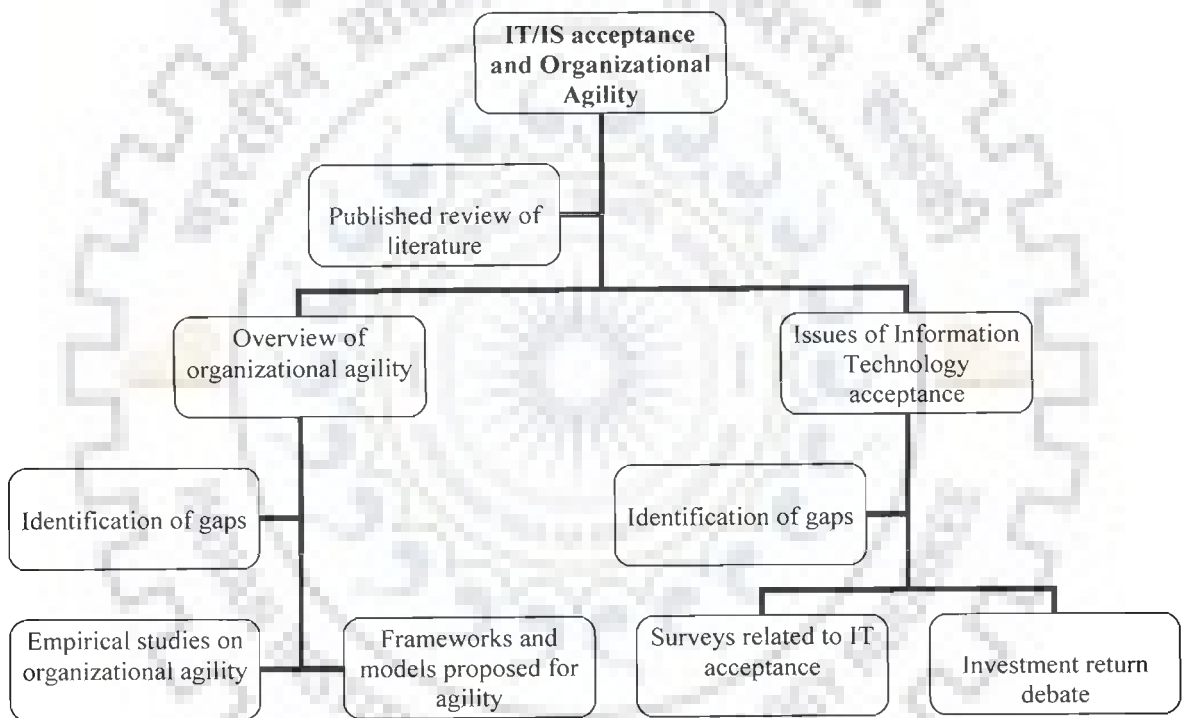 IT/IS acceptance
and Organizational
Agility
Published review of
literature
Overview of
organizational agility
Issues of Information
Technology
acceptance
Identification of gaps
Identification of gaps
Empirical studies on
organizational agility
Frameworks and
models proposed for
agility
Surveys related to IT
acceptance
Investment return
debate